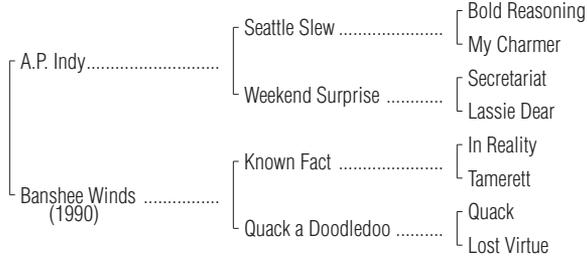 Bold Reasoning
Seattle Slew ......................
My Charmer
A.P. Indy............................
Secretariat
Weekend Surprise ............
Lassie Dear
In Reality
Known Fact ......................
Tamerett
Banshee Winds ................
(1990)
Quack
Quack a Doodledoo ..........
Lost Virtue